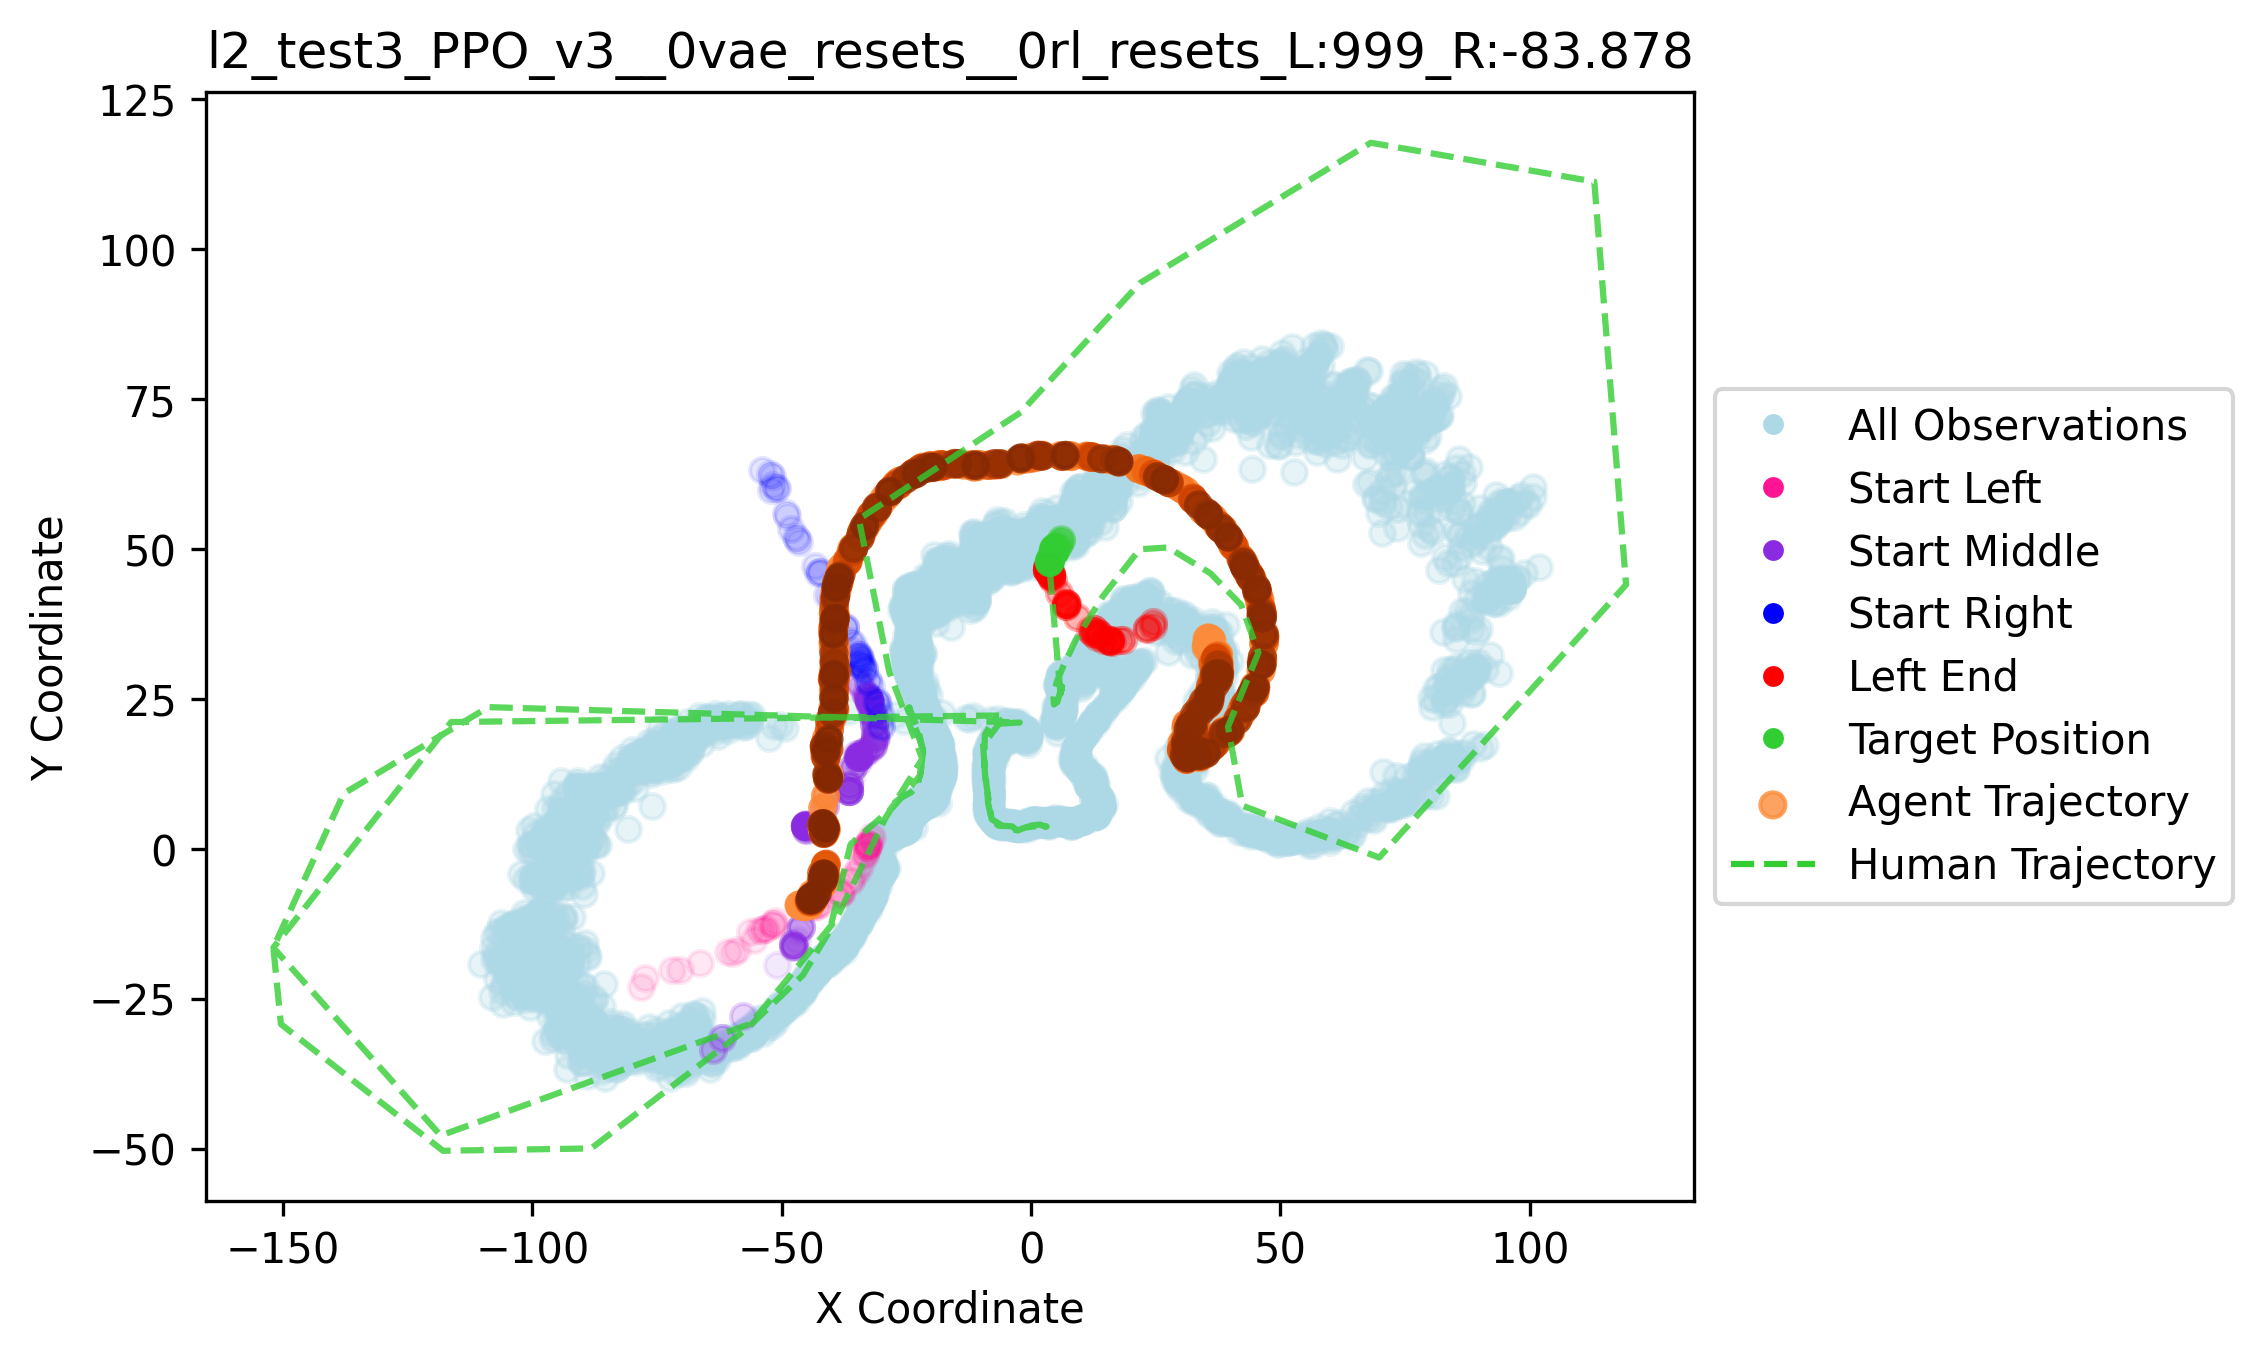 l2_test3_PPO_v3__0vae_resets__0rl_resets_L:999_R:-83.878
125
100
75
50
25
0
−25
−50
Y Coordinate
−150
−100
−50
0
50
100
X Coordinate
All Observations
Start Left
Start Middle
Start Right
Left End
Target Position
Agent Trajectory
Human Trajectory